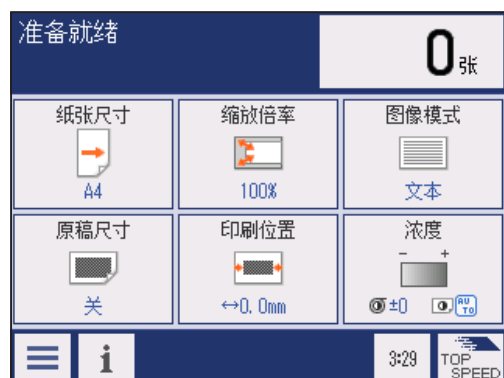 准备就绪
0张
纸张尺寸
A4
缩放倍率
100%
图像模式
文本
原稿尺寸
关
印刷位置
↔0.0mm
浓度
- +
±0 AUTO
i
3:29
TOP SPEED